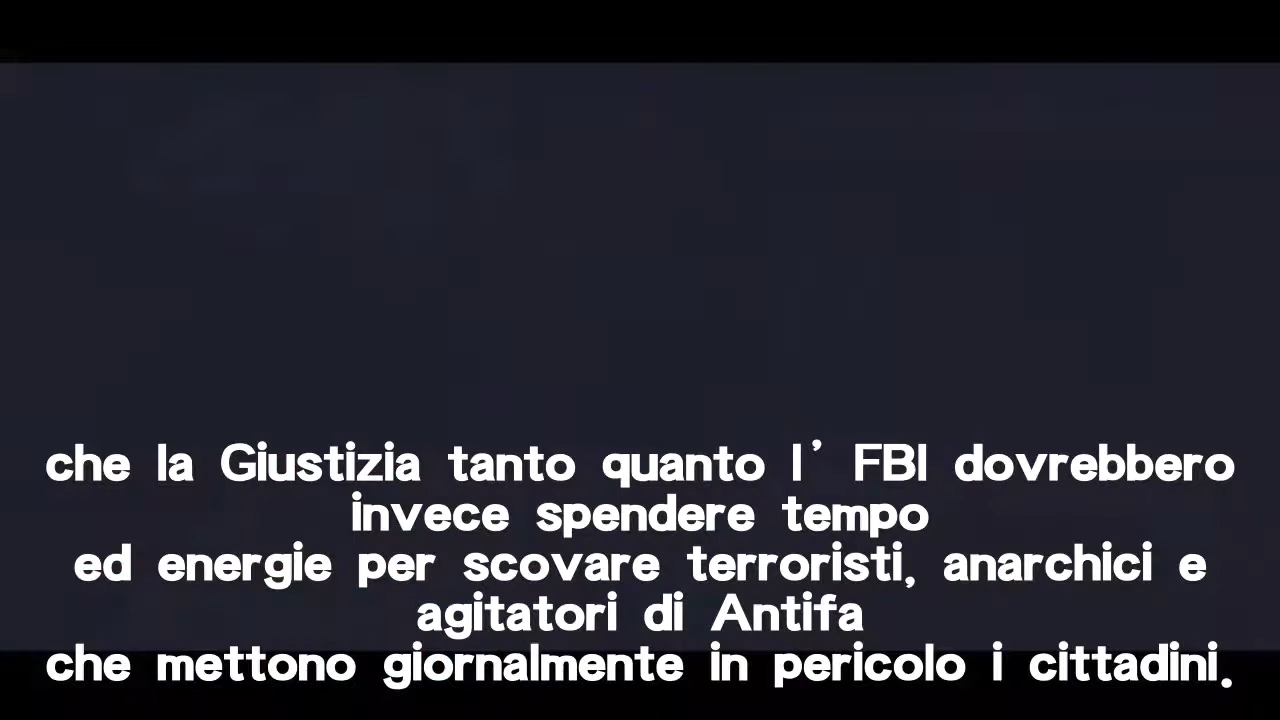 che la Giustizia tanto quanto l’ FBI dovrebbero
invece spendere tempo
ed energie per scovare terroristi, anarchici e
agitatori di Antifa
che mettono giornalmente in pericolo i cittadini.